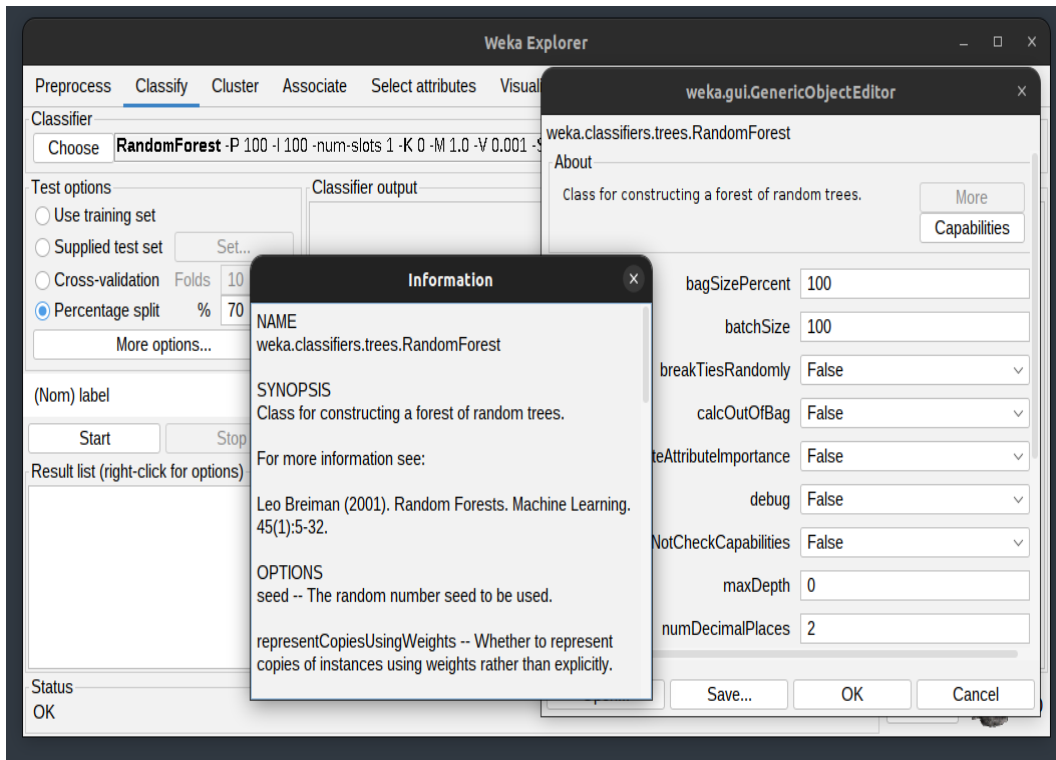 Weka Explorer
Preprocess Classify Cluster Associate Select attributes
Classifier
Choose RandomForest -P 100 -I 100 -num-slots 1 -K 0 -M 1.0 -V 0.001
Test options
Use training set
Supplied test set Set...
Cross-validation Folds 10
Percentage split % 70
More options...
(Nom) label
Start Stop
Result list (right-click for options)
Status
OK
Classifier output
Information
NAME
weka.classifiers.trees.RandomForest
SYNOPSIS
Class for constructing a forest of random trees.
For more information see:
Leo Breiman (2001). Random Forests. Machine Learning.
45(1):5-32.
OPTIONS
seed -- The random number seed to be used.
representCopiesUsingWeights -- Whether to represent
copies of instances using weights rather than explicitly.
weka.gui.GenericObjectEditor
weka.classifiers.trees.RandomForest
About
Class for constructing a forest of random trees.
More
Capabilities
bagSizePercent 100
batchSize 100
breakTiesRandomly False
calcOutOfBag False
teAttributeImportance False
debug False
NotCheckCapabilities False
maxDepth 0
numDecimalPlaces 2
Save... OK Cancel